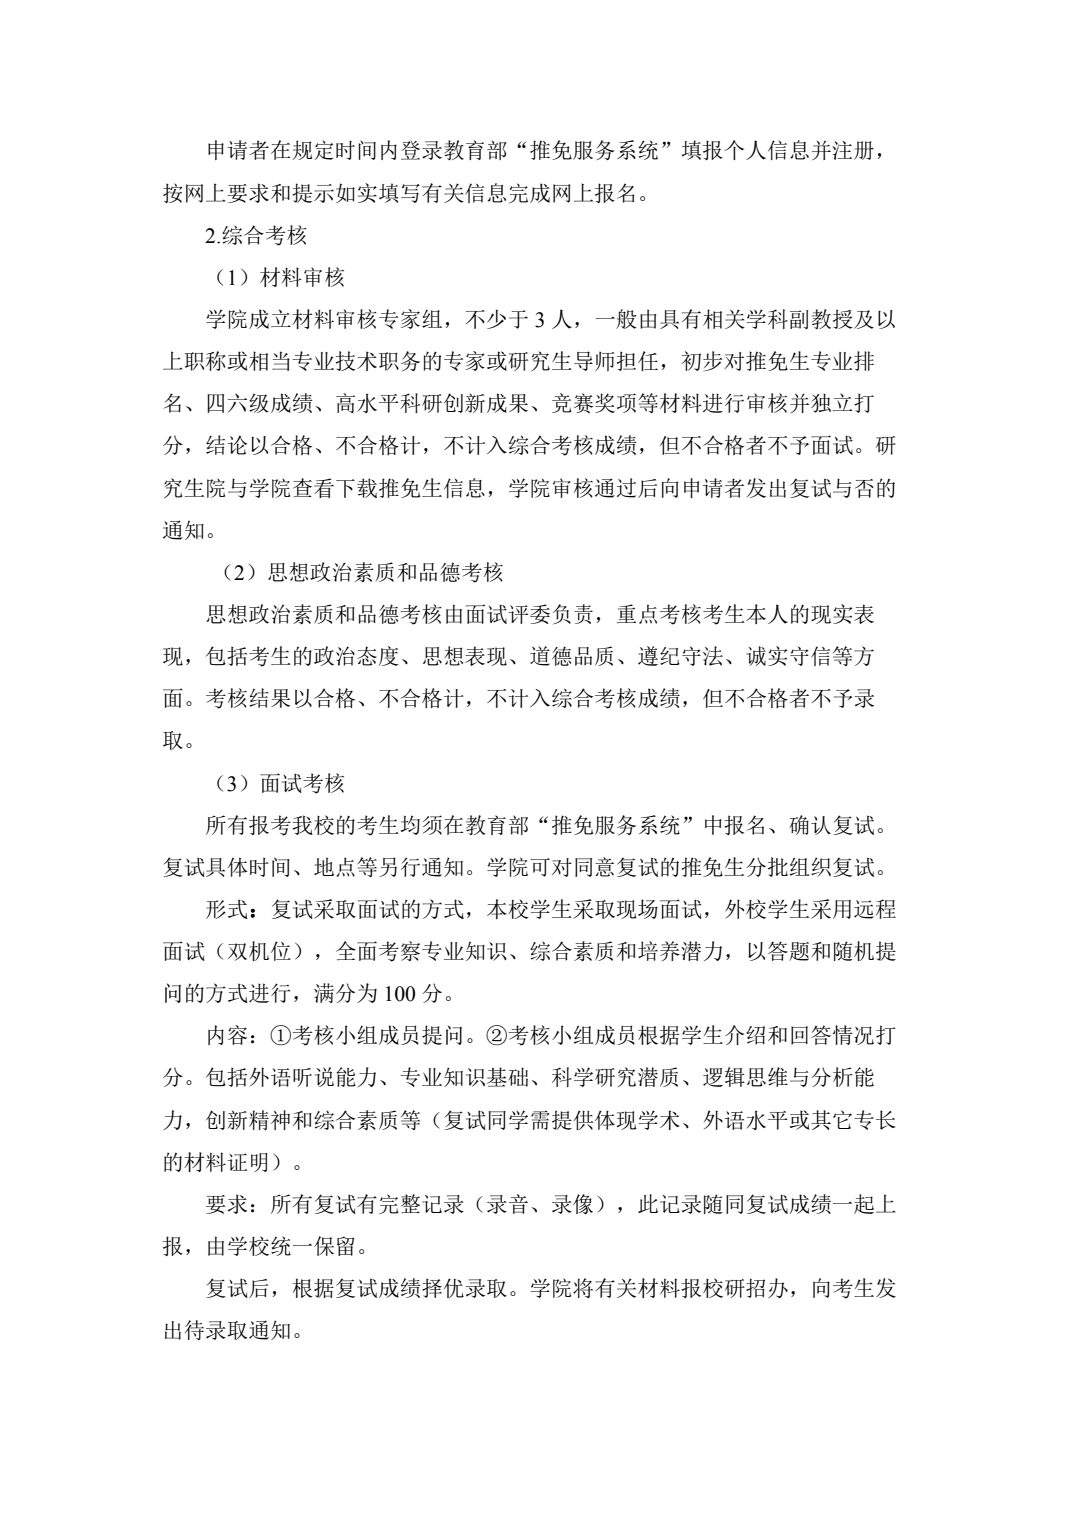 申请者在规定时间内登录教育部“推免服务系统”填报个人信息并注册，
按网上要求和提示如实填写有关信息完成网上报名。
2.综合考核
（1）材料审核
学院成立材料审核专家组，不少于 3 人，一般由具有相关学科副教授及以
上职称或相当专业技术职务的专家或研究生导师担任，初步对推免生专业排
名、四六级成绩、高水平科研创新成果、竞赛奖项等材料进行审核并独立打
分，结论以合格、不合格计，不计入综合考核成绩，但不合格者不予面试。研
究生院与学院查看下载推免生信息，学院审核通过后向申请者发出复试与否的
通知。
（2）思想政治素质和品德考核
思想政治素质和品德考核由面试评委负责，重点考核考生本人的现实表
现，包括考生的政治态度、思想表现、道德品质、遵纪守法、诚实守信等方
面。考核结果以合格、不合格计，不计入综合考核成绩，但不合格者不予录
取。
（3）面试考核
所有报考我校的考生均须在教育部“推免服务系统”中报名、确认复试。
复试具体时间、地点等另行通知。学院可对同意复试的推免生分批组织复试。
形式：复试采取面试的方式，本校学生采取现场面试，外校学生采用远程
面试（双机位），全面考察专业知识、综合素质和培养潜力，以答题和随机提
问的方式进行，满分为 100 分。
内容：①考核小组成员提问。②考核小组成员根据学生介绍和回答情况打
分。包括外语听说能力、专业知识基础、科学研究潜质、逻辑思维与分析能
力，创新精神和综合素质等（复试同学需提供体现学术、外语水平或其它专长
的材料证明）。
要求：所有复试有完整记录（录音、录像），此记录随同复试成绩一起上
报，由学校统一保留。
复试后，根据复试成绩择优录取。学院将有关材料报校研招办，向考生发
出待录取通知。